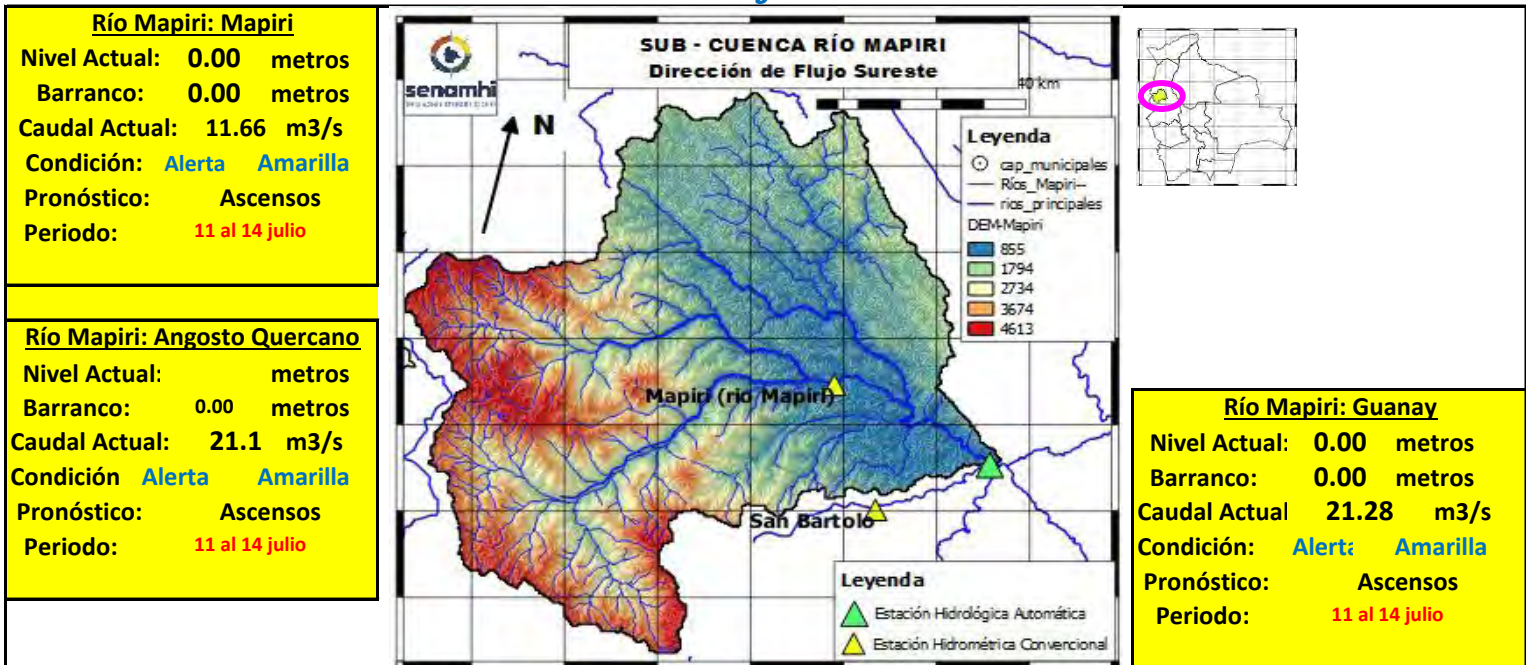 Río Mapiri: Mapiri
Nivel Actual: 0.00 metros
Barranco: 0.00 metros
Caudal Actual: 11.66 m3/s
Condición: Alerta Amarilla
Pronóstico: Ascensos
Periodo: 11 al 14 julio
Río Mapiri: Angosto Quercano
Nivel Actual: metros
Barranco: 0.00 metros
Caudal Actual: 21.1 m3/s
Condición Alerta Amarilla
Pronóstico: Ascensos
Periodo: 11 al 14 julio
senamhi
SUB - CUENCA RÍO MAPIRI
Dirección de Flujo Sureste
40 km
N
Leyenda
cap_municipales
Ríos_Mapiri--
rios_principales
DEM-Mapiri
855
1794
2734
3674
4613
Mapiri (rio Mapiri)
San Bartolo
Leyenda
Estación Hidrológica Automática
Estación Hidrométrica Convencional
Río Mapiri: Guanay
Nivel Actual: 0.00 metros
Barranco: 0.00 metros
Caudal Actual 21.28 m3/s
Condición: Alerta Amarilla
Pronóstico: Ascensos
Periodo: 11 al 14 julio